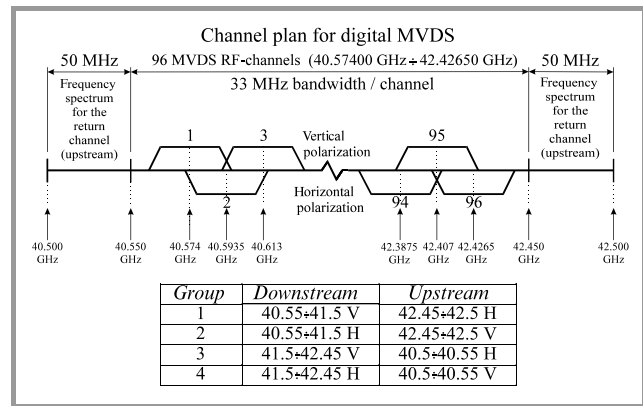 Channel plan for digital MVDS
50 MHz
96 MVDS RF-channels (40.57400 GHz÷42.42650 GHz)
50 MHz
Frequency
spectrum
for the
return
channel
(upstream)
33 MHz bandwidth / channel
Frequency
spectrum
for the
return
channel
(upstream)
1
3
Vertical
polarization
95
2
Horizontal
polarization
94
96
40.500
GHz
40.550
GHz
40.574
GHz
40.5935
GHz
40.613
GHz
42.3875
GHz
42.407
GHz
42.4265
GHz
42.450
GHz
42.500
GHz
Group Downstream Upstream
1 40.55÷41.5 V 42.45÷42.5 H
2 40.55÷41.5 H 42.45÷42.5 V
3 41.5÷42.45 V 40.5÷40.55 H
4 41.5÷42.45 H 40.5÷40.55 V